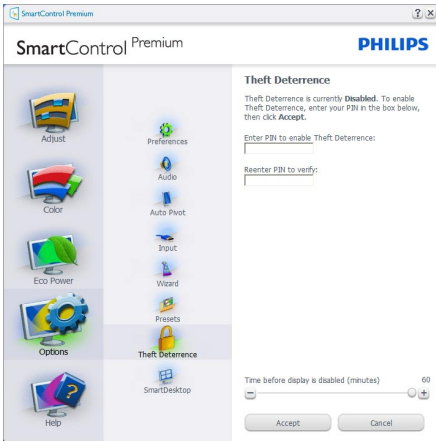 SmartControl Premium
SmartControl Premium
PHILIPS
Adjust
Color
Eco Power
Options
Help
Preferences
Audio
Auto Pivot
Input
Wizard
Presets
Theft Deterrence
SmartDesktop
Theft Deterrence
Theft Deterrence is currently Disabled. To enable
Theft Deterrence, enter your PIN in the box below,
then click Accept.
Enter PIN to enable Theft Deterrence:
Reenter PIN to verify:
Time before display is disabled (minutes) 60
Accept Cancel